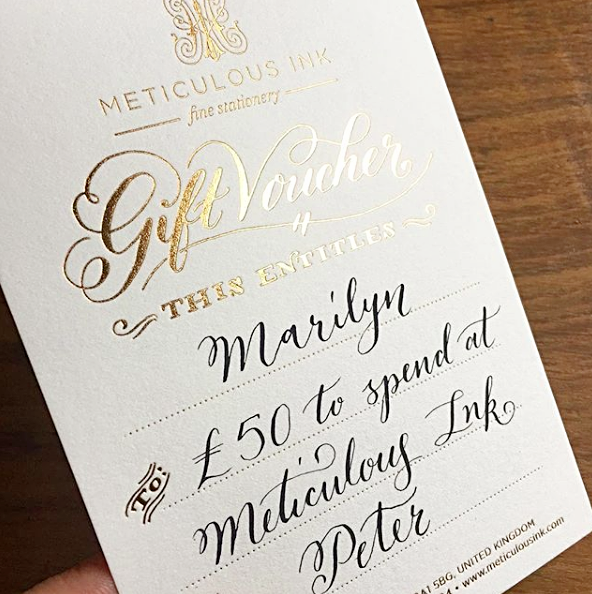 METICULOUS INK
fine stationery
Gift Voucher
THIS ENTITLES
Marilyn
To: £50 to spend at
Meticulous Ink
Peter
5BG, UNITED KINGDOM
• www.meticulousink.com